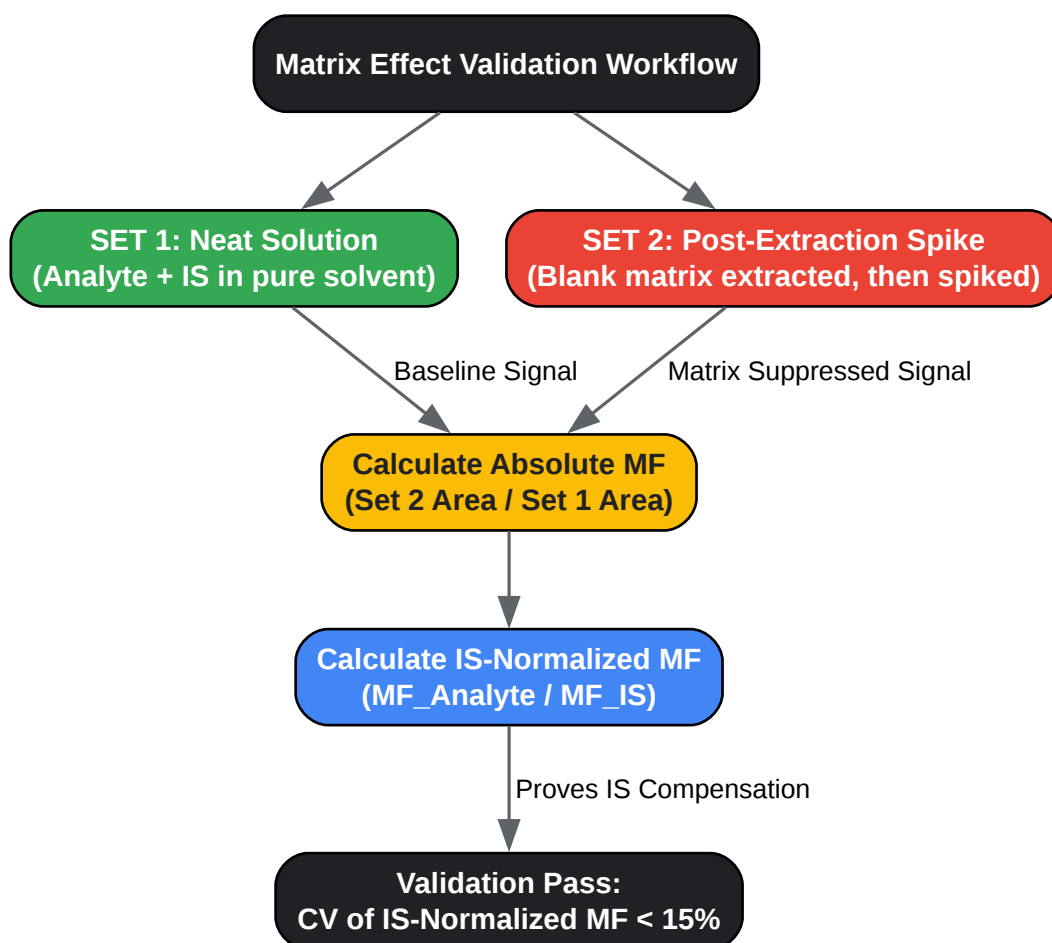 Matrix Effect Validation Workflow
SET 1: Neat Solution
(Analyte + IS in pure solvent)
SET 2: Post-Extraction Spike
(Blank matrix extracted, then spiked)
Baseline Signal
Matrix Suppressed Signal
Calculate Absolute MF
(Set 2 Area / Set 1 Area)
Calculate IS-Normalized MF
(MF_Analyte / MF_IS)
Proves IS Compensation
Validation Pass:
CV of IS-Normalized MF < 15%